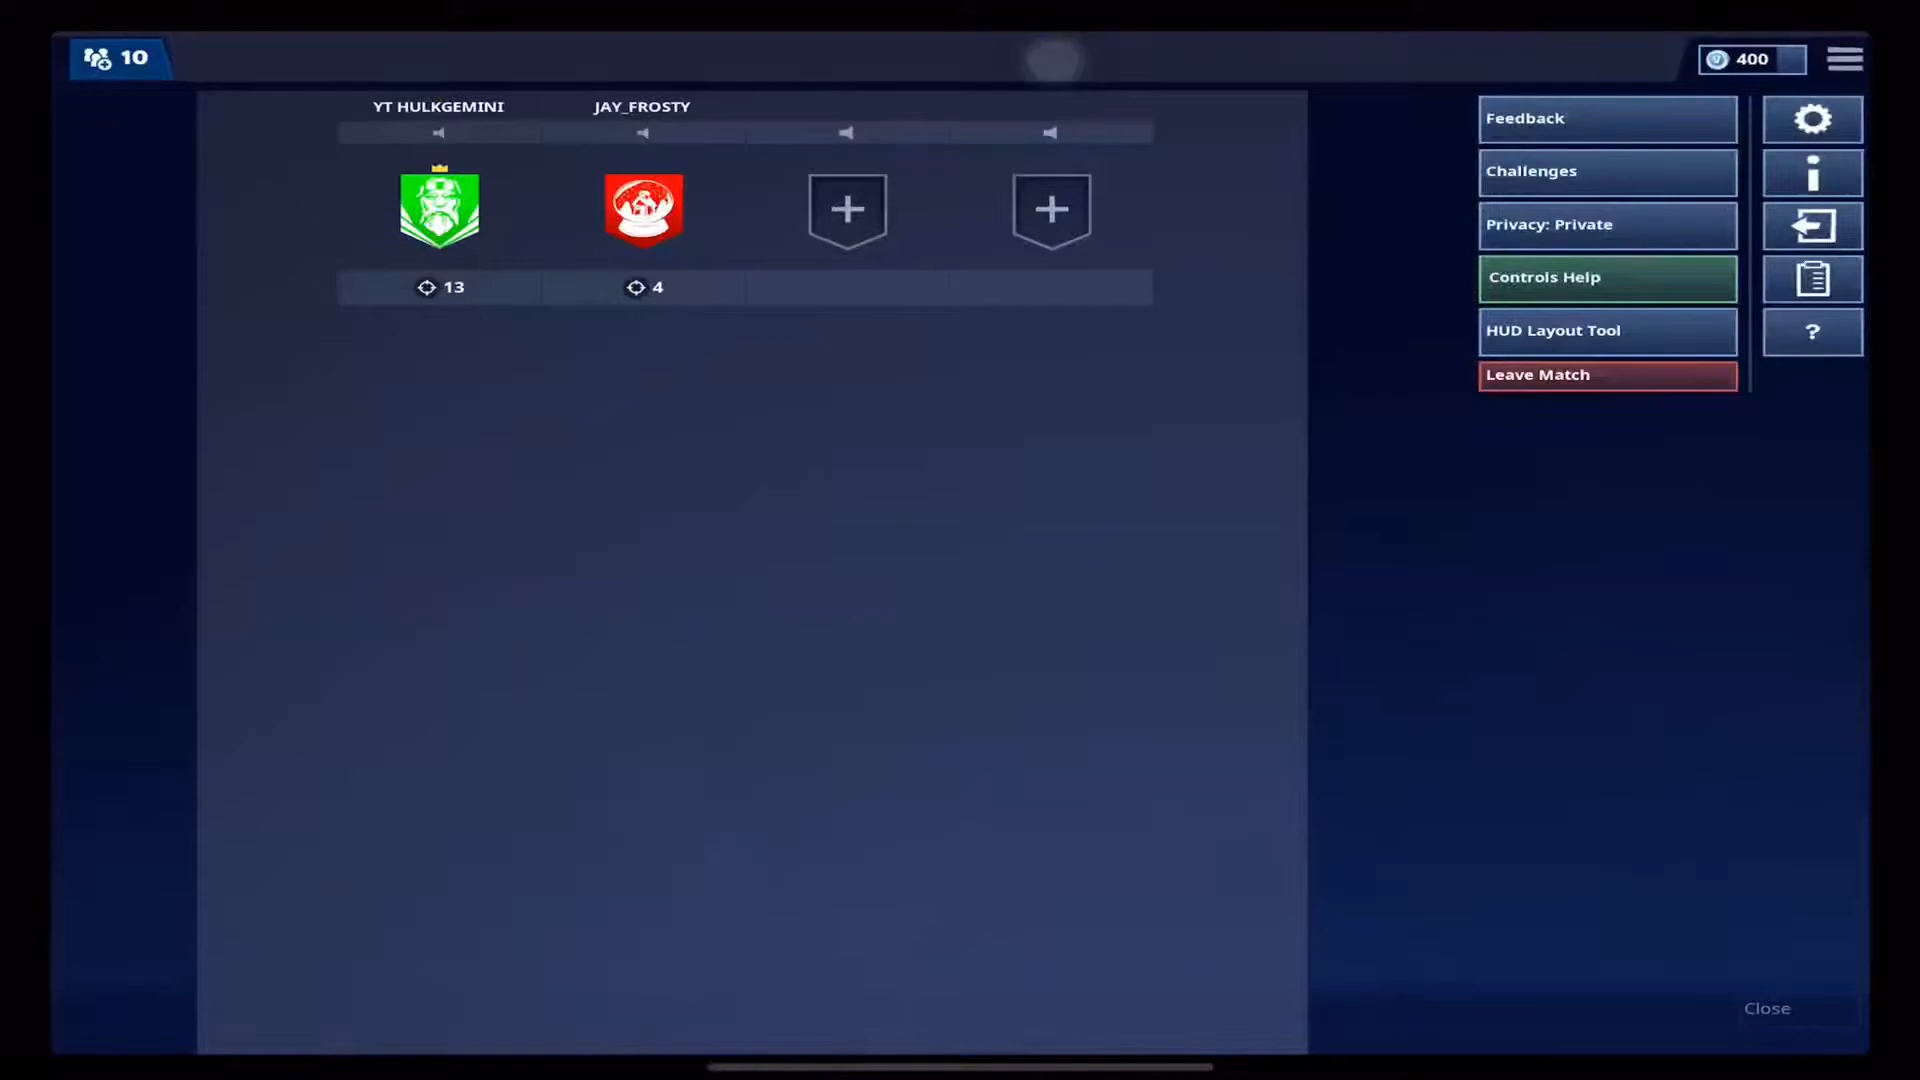 10
400
YT HULKGEMINI
JAY_FROSTY
13
4
Feedback
Challenges
Privacy: Private
Controls Help
HUD Layout Tool
Leave Match
?
Close